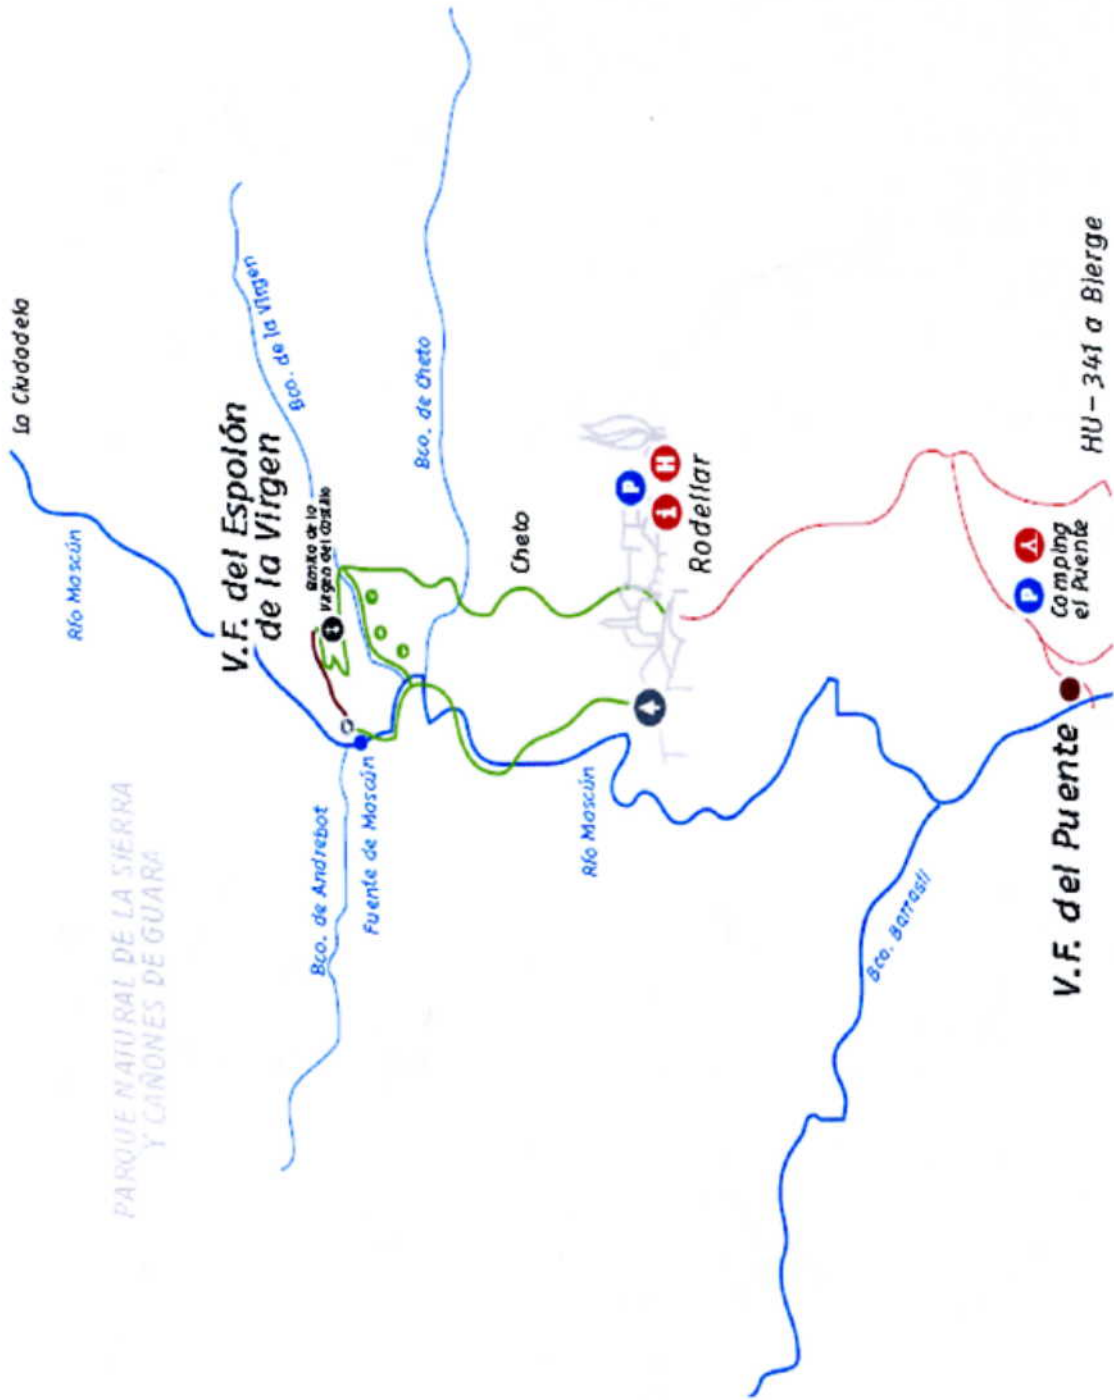 La Ciudadela
Río Mascún
PARQUE NATURAL DE LA SIERRA
Y CAÑONES DE GUARA
V.F. del Espolón
de la Virgen
Bco. de la Virgen
Ermita de la
Virgen del Castillo
Bco. de Andrebot
Fuente de Mascún
Bco. de Cheto
Cheto
P
i
H
Rodellar
Río Mascún
Bco. Barrasil
P
Camping
el Puente
V.F. del Puente
HU-341 a Bierge